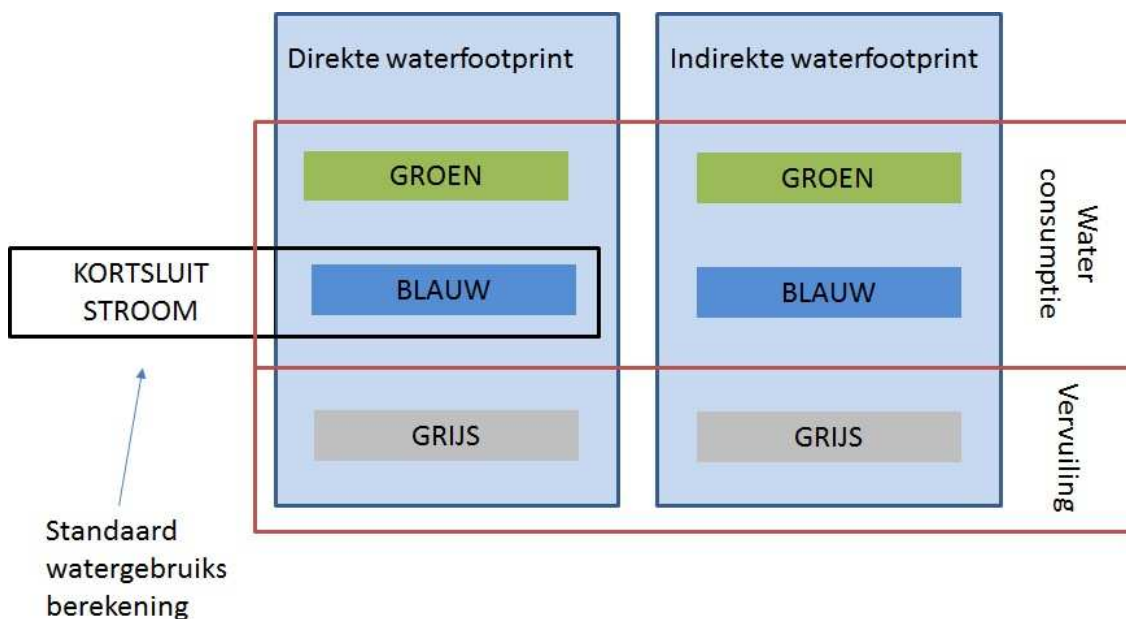 Direkte waterfootprint
Indirekte waterfootprint
GROEN
GROEN
Water
consumptie
KORTSLUIT
STROOM
BLAUW
BLAUW
GRIJS
GRIJS
Vervuiling
Standaard
watergebruiks
berekening